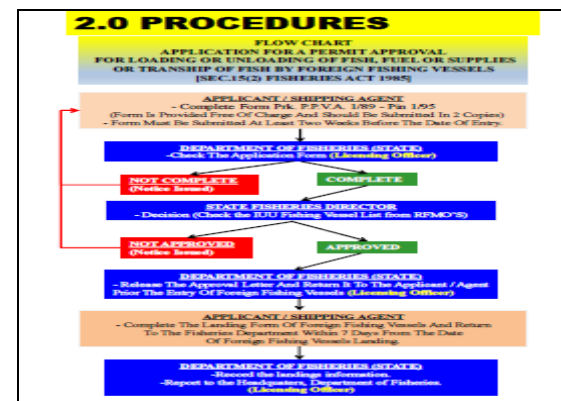 2.0 PROCEDURES
FLOW CHART
APPLICATION FOR A PERMIT APPROVAL
FOR LOADING OR UNLOADING OF FISH, FUEL OR SUPPLIES
OR TRANSHIP OF FISH BY FOREIGN FISHING VESSELS
[SEC.15(2) FISHERIES ACT 1985]
APPLICANT / SHIPPING AGENT
- Complete Form Prk. P.P.V.A. 1/89 - Pin 1/95
(Form Is Provided Free Of Charge And Should Be Submitted In 2 Copies)
- Form Must Be Submitted At Least Two Weeks Before The Date Of Entry.
DEPARTMENT OF FISHERIES (STATE)
-Check The Application Form (Licensing Officer)
NOT COMPLETE
(Notice Issued)
COMPLETE
STATE FISHERIES DIRECTOR
- Decision (Check the IUU Fishing Vessel List from RFMO'S)
NOT APPROVED
(Notice Issued)
APPROVED
DEPARTMENT OF FISHERIES (STATE)
- Release The Approval Letter And Return It To The Applicant / Agent
Prior The Entry Of Foreign Fishing Vessels (Licensing Officer)
APPLICANT / SHIPPING AGENT
- Complete The Landing Form Of Foreign Fishing Vessels And Return
To The Fisheries Department Within 7 Days From The Date
Of Foreign Fishing Vessels Landing.
DEPARTMENT OF FISHERIES (STATE)
-Record the landings information.
-Report to the Headquaters, Department of Fisheries.
(Licensing Officer)